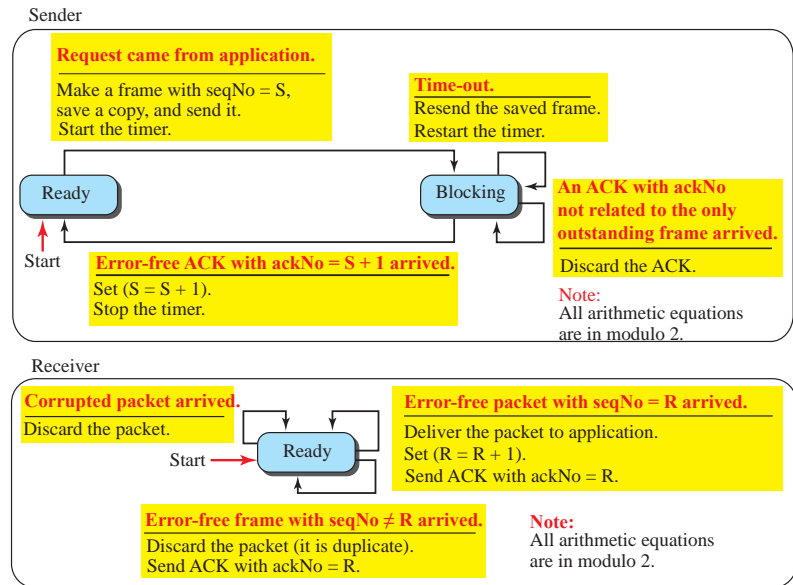 Sender
Request came from application.
Make a frame with seqNo = S,
save a copy, and send it.
Start the timer.
Time-out.
Resend the saved frame.
Restart the timer.
Ready
Blocking
An ACK with ackNo
not related to the only
outstanding frame arrived.
Discard the ACK.
Start
Error-free ACK with ackNo = S + 1 arrived.
Set (S = S + 1).
Stop the timer.
Note:
All arithmetic equations
are in modulo 2.
Receiver
Corrupted packet arrived.
Discard the packet.
Error-free packet with seqNo = R arrived.
Deliver the packet to application.
Set (R = R + 1).
Send ACK with ackNo = R.
Ready
Start
Error-free frame with seqNo ≠ R arrived.
Discard the packet (it is duplicate).
Send ACK with ackNo = R.
Note:
All arithmetic equations
are in modulo 2.